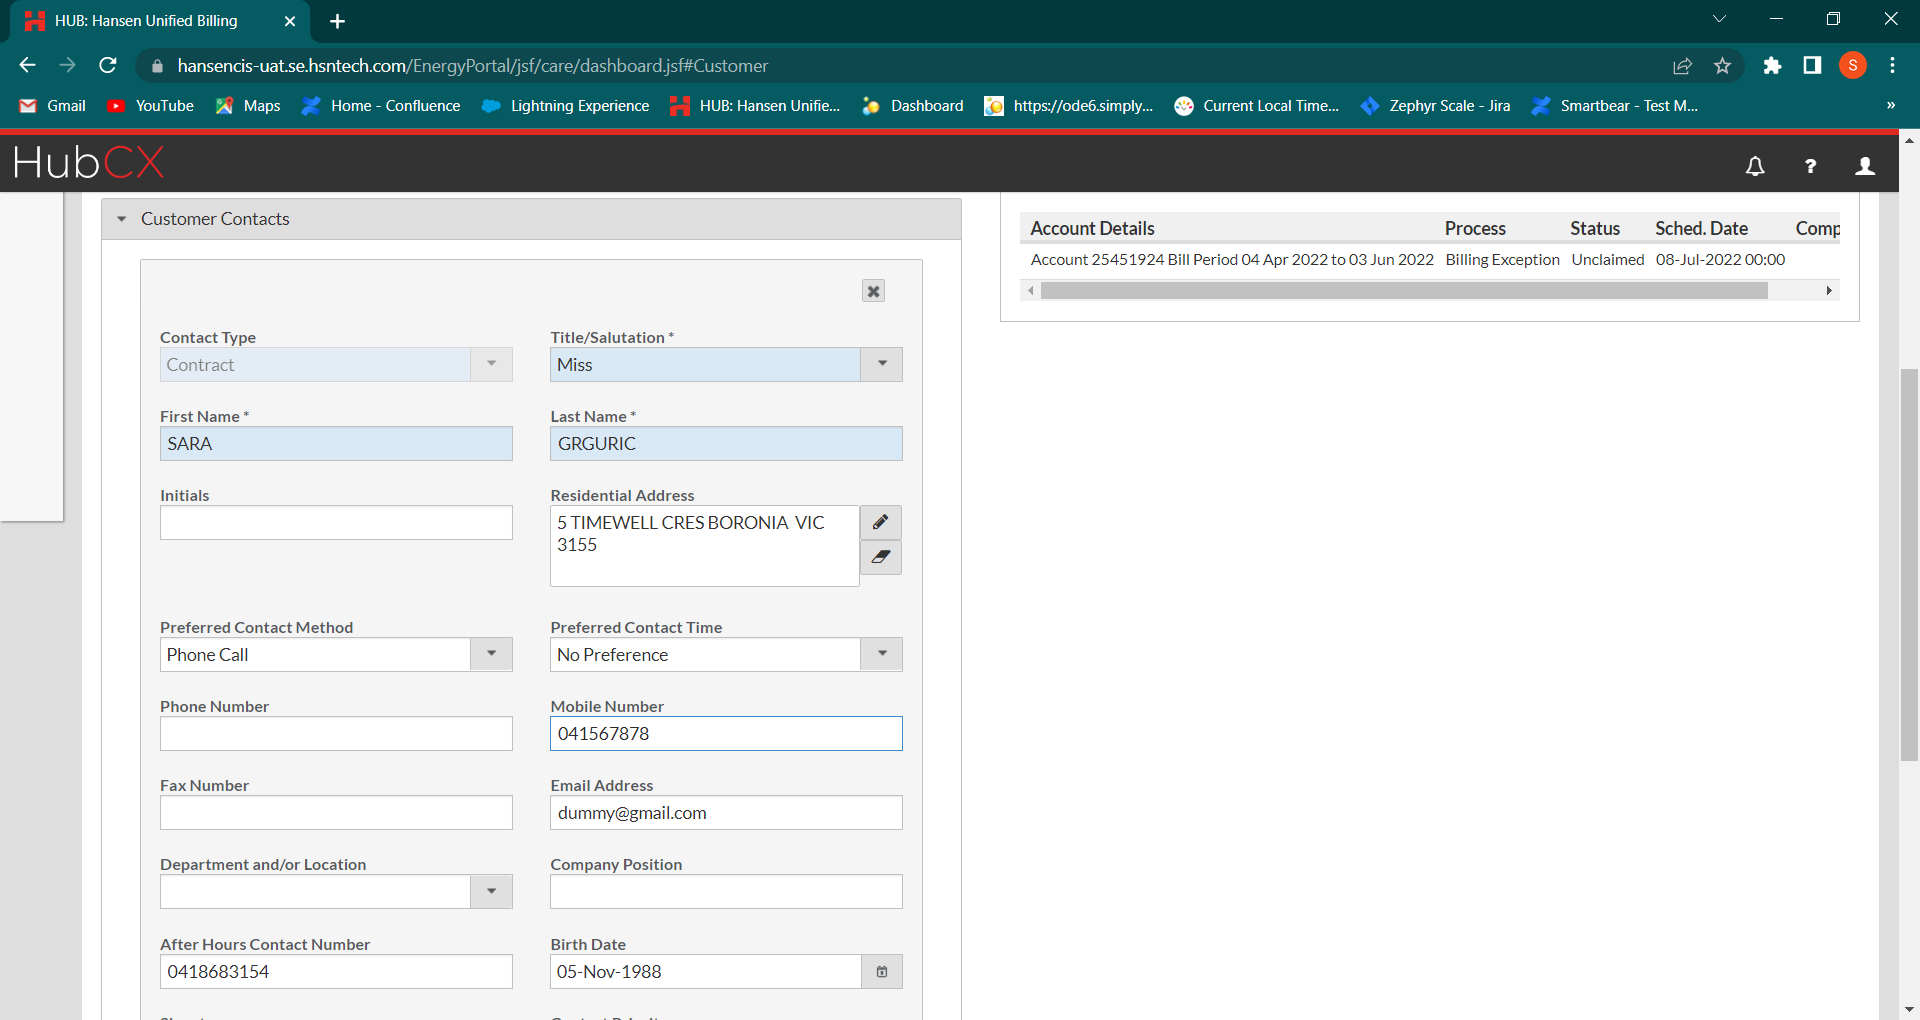 HUB: Hansen Unified Billing
hansencis-uat.se.hsntech.com/EnergyPortal/jsf/care/dashboard.jsf#Customer
S
Gmail
YouTube
Maps
Home - Confluence
Lightning Experience
HUB: Hansen Unifie...
Dashboard
https://ode6.simply...
Current Local Time...
Zephyr Scale - Jira
Smartbear - Test M...
»
HubCX
?
Customer Contacts
Contact Type
Contract
Title/Salutation *
Miss
First Name *
SARA
Last Name *
GRGURIC
Initials
Residential Address
5 TIMEWELL CRES BORONIA  VIC
3155
Preferred Contact Method
Phone Call
Preferred Contact Time
No Preference
Phone Number
Mobile Number
041567878
Fax Number
Email Address
dummy@gmail.com
Department and/or Location
Company Position
After Hours Contact Number
0418683154
Birth Date
05-Nov-1988
Account Details Process Status Sched. Date Comp
Account 25451924 Bill Period 04 Apr 2022 to 03 Jun 2022 Billing Exception Unclaimed 08-Jul-2022 00:00